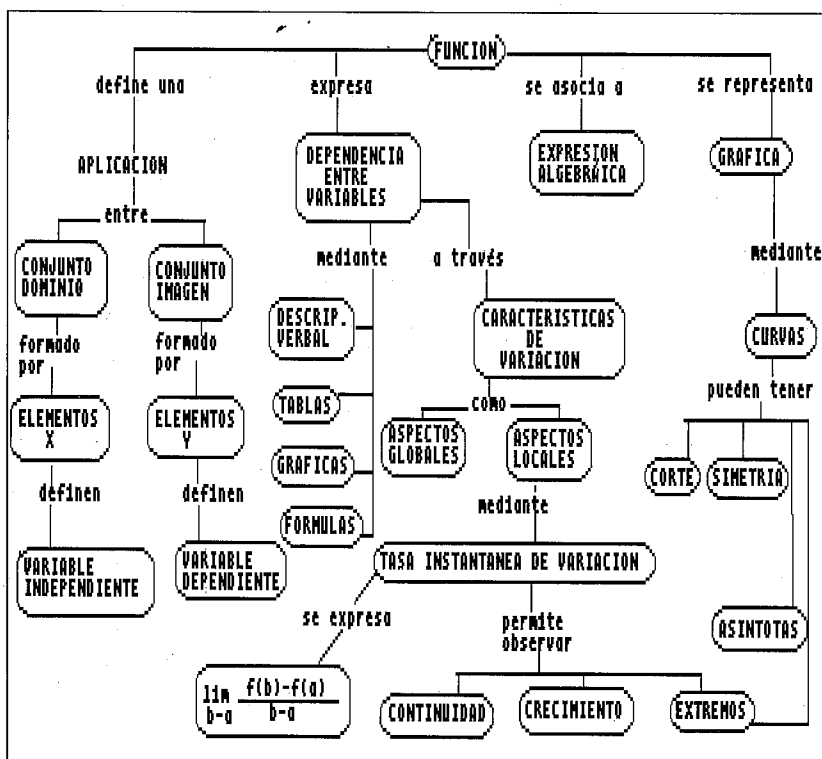 FUNCION
define una
expresa
se asocia a
se representa
APLICACION
DEPENDENCIA
ENTRE
VARIABLES
EXPRESION
ALGEBRÁICA
GRAFICA
entre
CONJUNTO
DOMINIO
CONJUNTO
IMAGEN
mediante
a través
mediante
formado
por
formado
por
DESCRIP.
VERBAL
CARACTERISTICAS
DE
VARIACION
CURVAS
pueden tener
ELEMENTOS
X
ELEMENTOS
Y
TABLAS
como
ASPECTOS
GLOBALES
ASPECTOS
LOCALES
GRAFICAS
CORTE
SIMETRIA
definen
definen
mediante
FORMULAS
VARIABLE
INDEPENDIENTE
VARIABLE
DEPENDIENTE
TASA INSTANTANEA DE VARIACION
se expresa
permite
observar
ASINTOTAS
lim f(b)-f(a)
b-a b-a
CONTINUIDAD
CRECIMIENTO
EXTREMOS